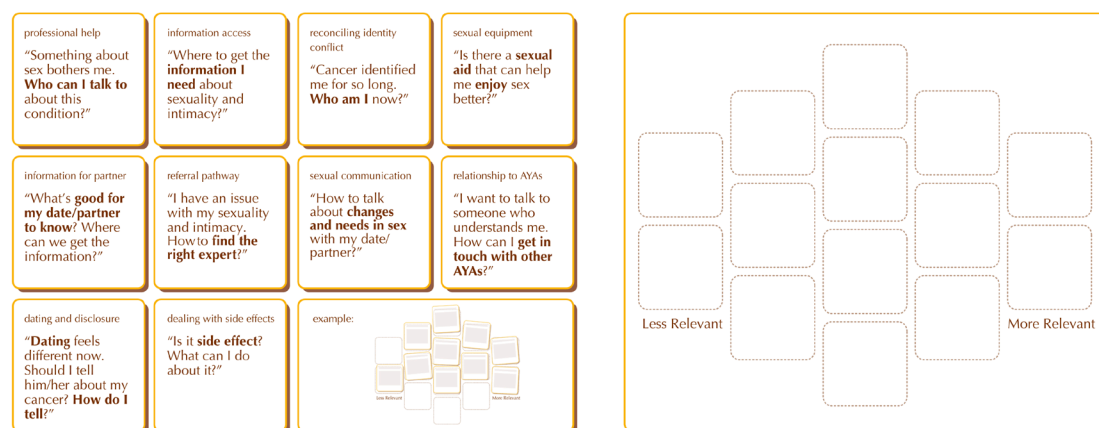 professional help
“Something about
sex bothers me.
Who can I talk to
about this
condition?”
information access
“Where to get the
information I
need about
sexuality and
intimacy?”
reconciling identity
conflict
“Cancer identified
me for so long.
Who am I now?”
sexual equipment
“Is there a sexual
aid that can help
me enjoy sex
better?”
information for partner
“What’s good for
my date/partner
to know? Where
can we get the
information?”
referral pathway
“I have an issue
with my sexuality
and intimacy.
Howto find the
right expert?”
sexual communication
“How to talk
about changes
and needs in sex
with my date/
partner?”
relationship to AYAs
“I want to talk to
someone who
understands me.
How can I get in
touch with other
AYAs?”
dating and disclosure
“Dating feels
different now.
Should I tell
him/her about my
cancer? How do I
tell?”
dealing with side effects
“Is it side effect?
What can I do
about it?”
example:
Less Relevant
More Relevant
Less Relevant
More Relevant